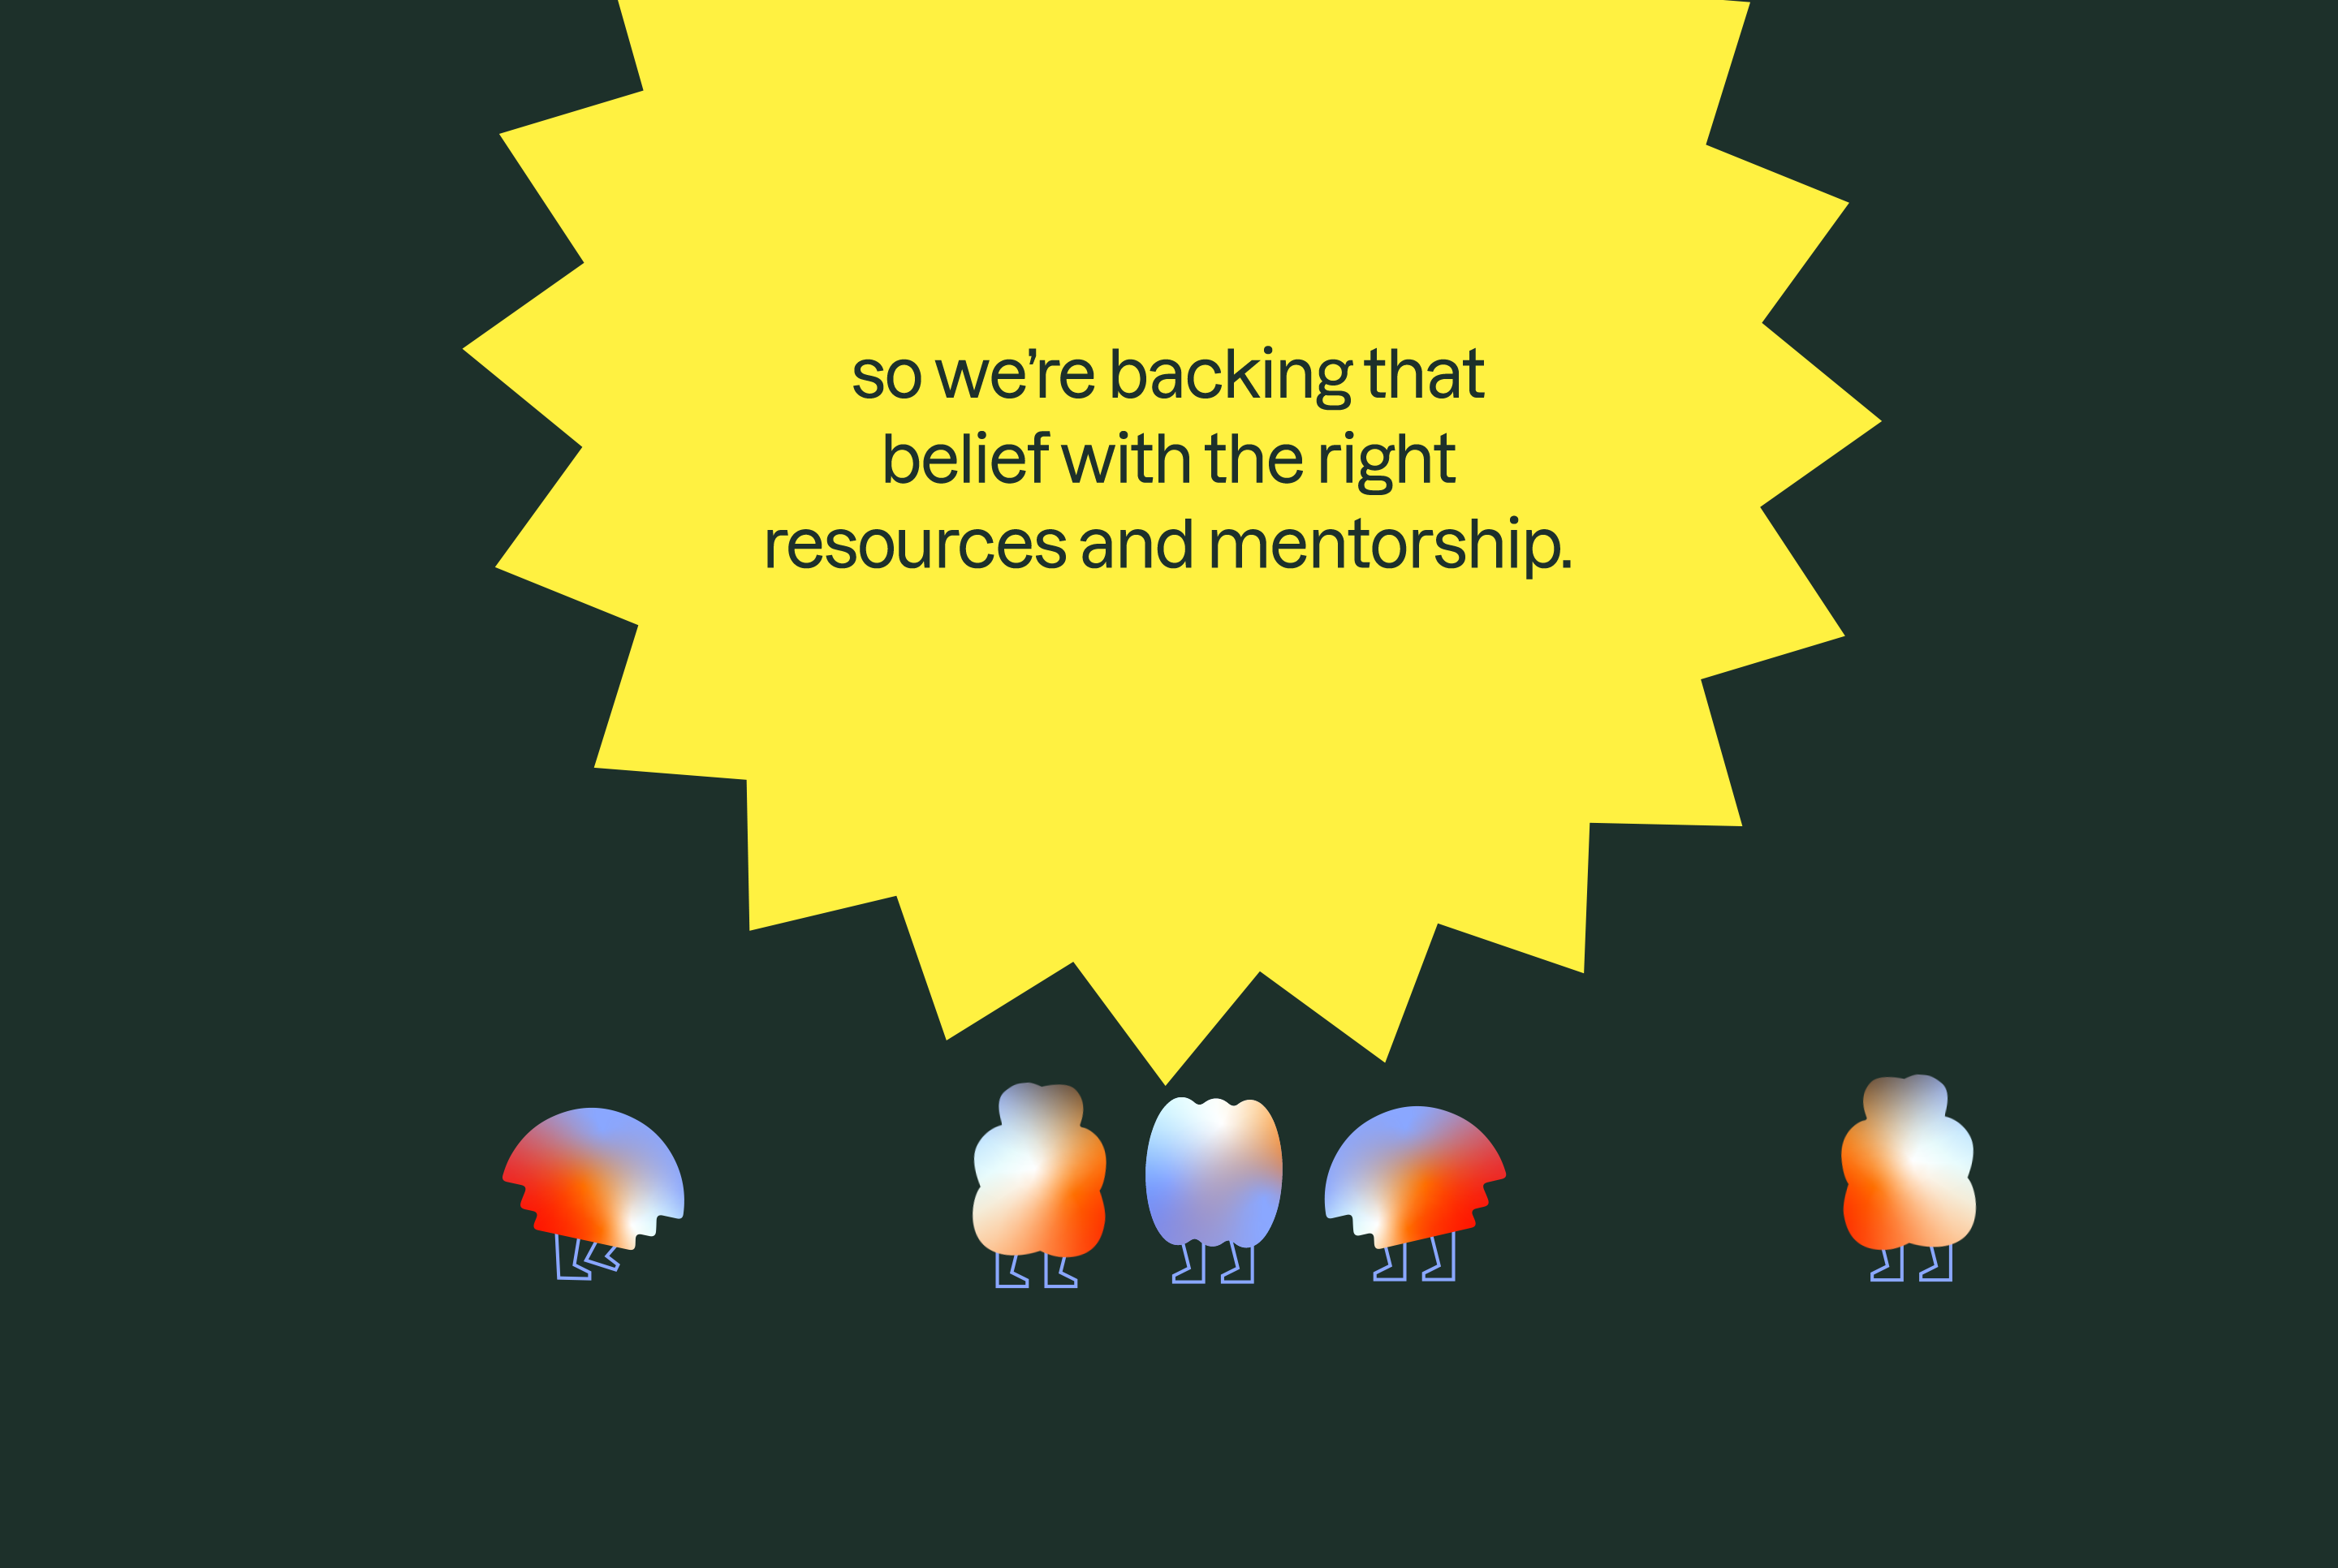 so we’re backing that
belief with the right
resources and mentorship.